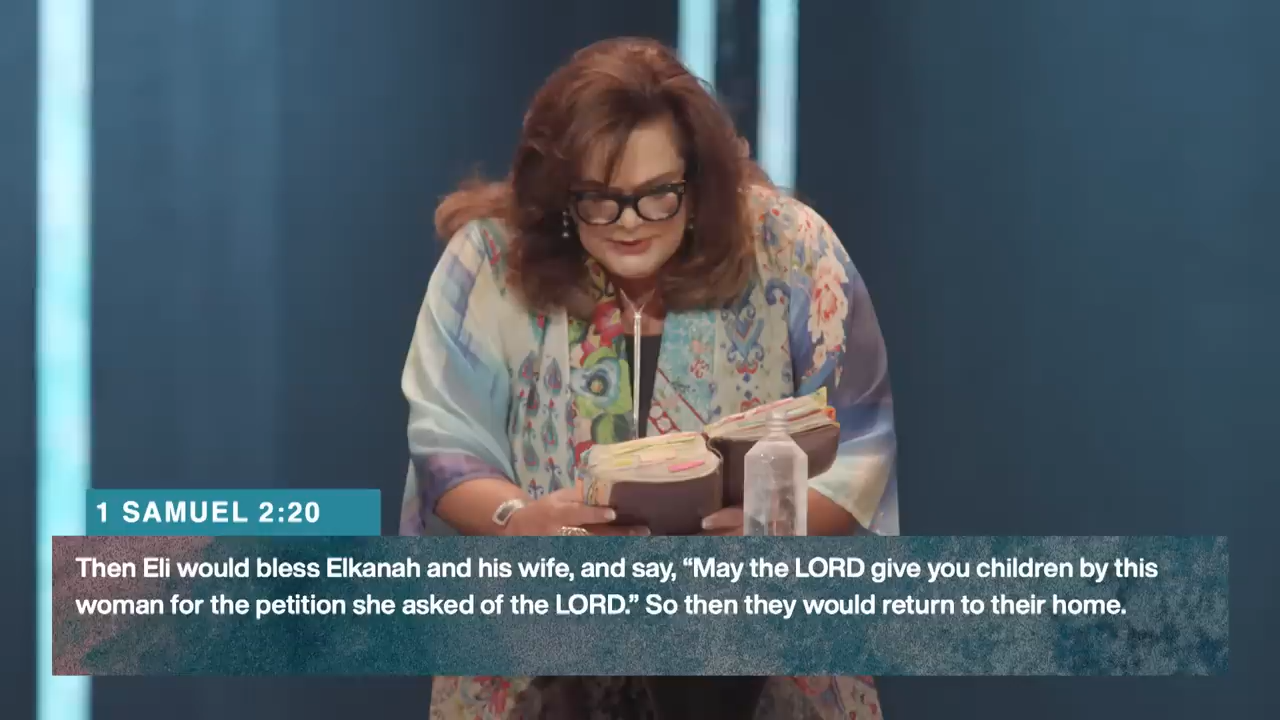 1 SAMUEL 2:20
Then Eli would bless Elkanah and his wife, and say, “May the LORD give you children by this
woman for the petition she asked of the LORD.” So then they would return to their home.